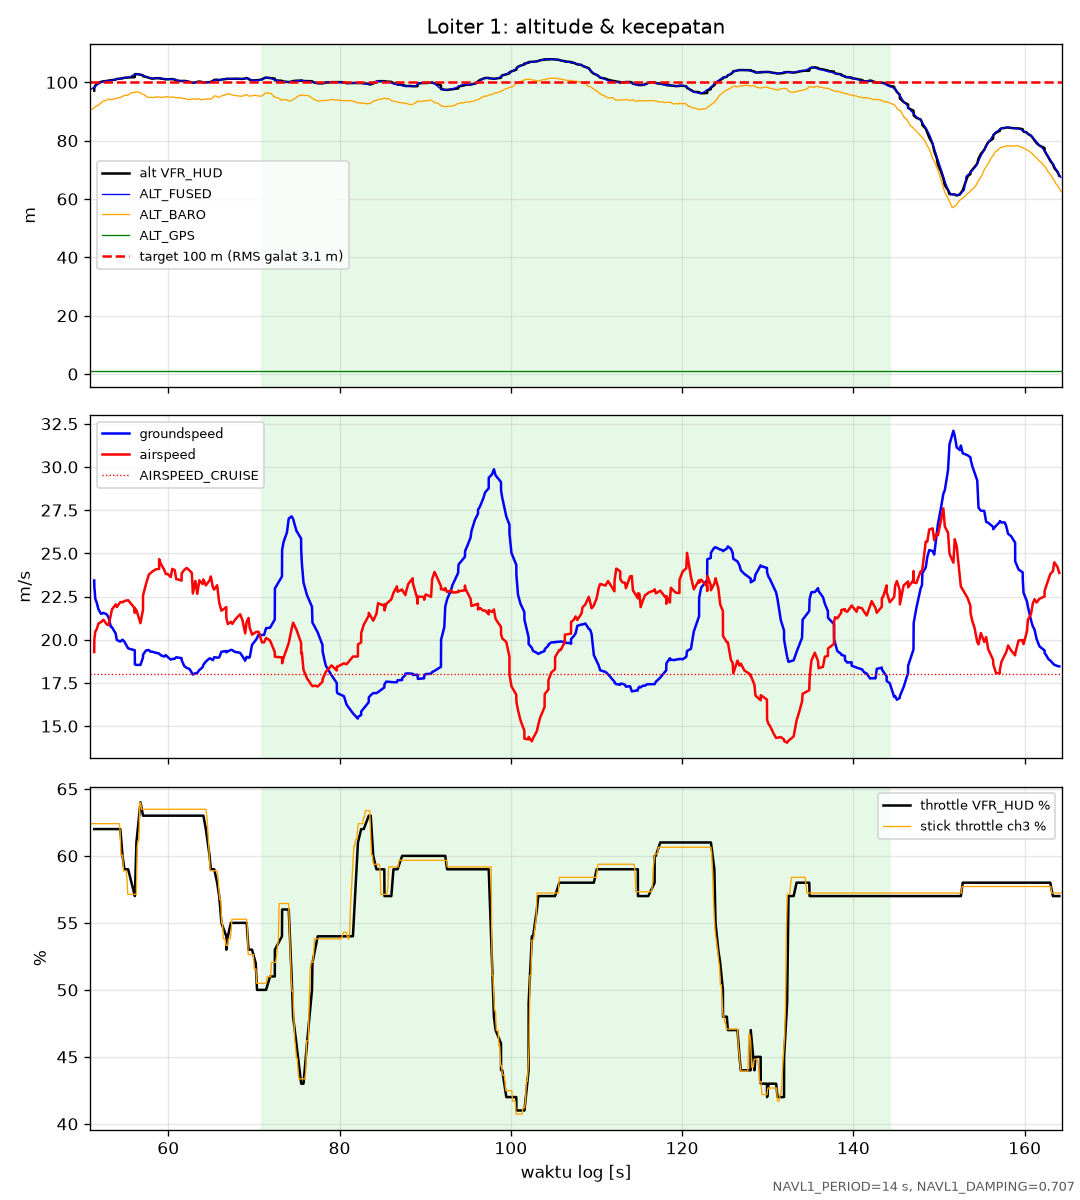 Loiter 1: altitude & kecepatan
100
80
60
40
20
0
m
alt VFR_HUD
ALT_FUSED
ALT_BARO
ALT_GPS
target 100 m (RMS galat 3.1 m)
32.5
30.0
27.5
25.0
22.5
20.0
17.5
15.0
m/s
groundspeed
airspeed
AIRSPEED_CRUISE
65
60
55
50
45
40
%
throttle VFR_HUD %
stick throttle ch3 %
60
80
100
120
140
160
waktu log [s]
NAVL1_PERIOD=14 s, NAVL1_DAMPING=0.707